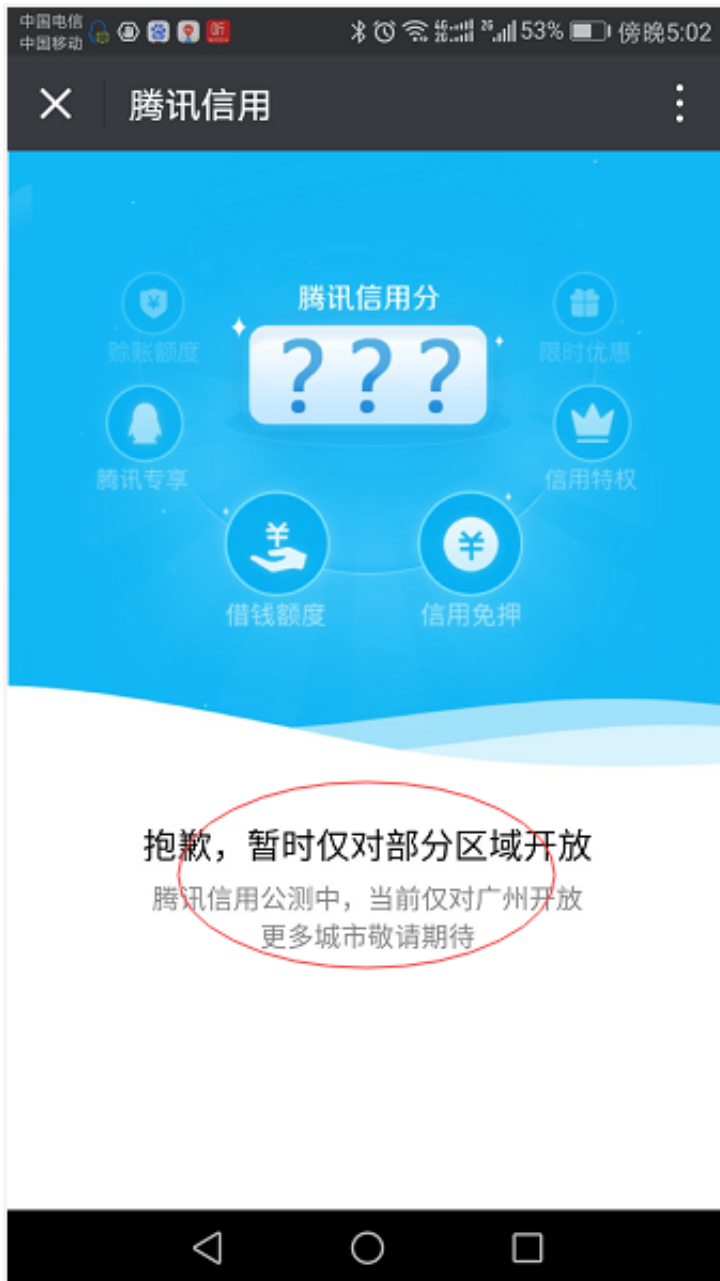 中国电信
中国移动
听
4G
2G
2G
53%
傍晚5:02
腾讯信用
腾讯信用分
???
赊账额度
限时优惠
腾讯专享
信用特权
借钱额度
信用免押
抱歉，暂时仅对部分区域开放
腾讯信用公测中，当前仅对广州开放
更多城市敬请期待